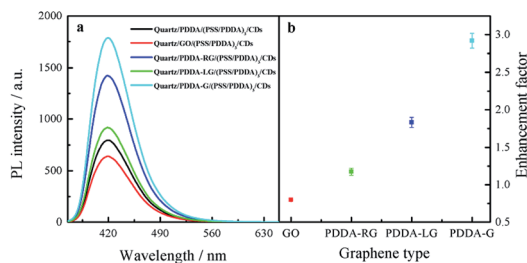 a
Quartz/PDDA/(PSS/PDDA)2/CDs
Quartz/GO/(PSS/PDDA)2/CDs
Quartz/PDDA-RG/(PSS/PDDA)2/CDs
Quartz/PDDA-LG/(PSS/PDDA)2/CDs
Quartz/PDDA-G/(PSS/PDDA)2/CDs
PL intensity / a.u.
2000
1500
1000
500
0
420 490 560 630
Wavelength / nm
b
3.0
2.5
2.0
1.5
1.0
0.5
Enhancement factor
GO PDDA-RG PDDA-LG PDDA-G
Graphene type